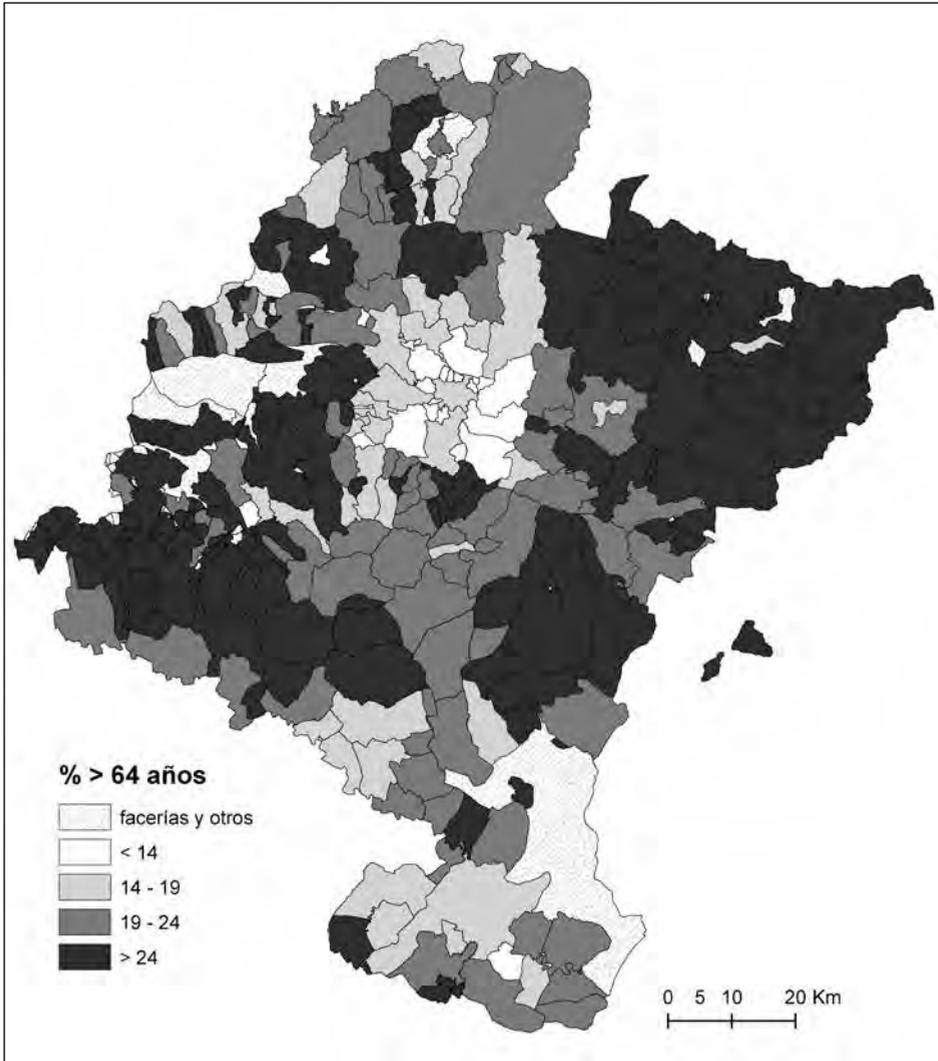 % > 64 años
facerías y otros
< 14
14 - 19
19 - 24
> 24
0 5 10 20 Km